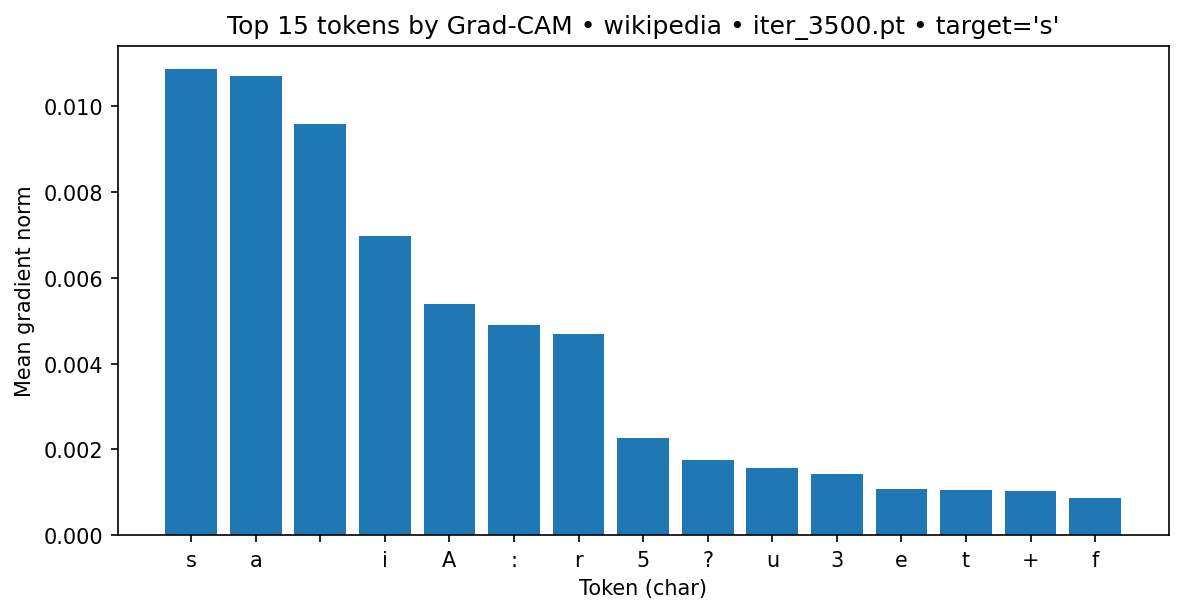 Top 15 tokens by Grad-CAM • wikipedia • iter_3500.pt • target='s'
Mean gradient norm
0.010
0.008
0.006
0.004
0.002
0.000
s a i A : r 5 ? u 3 e t + f
Token (char)